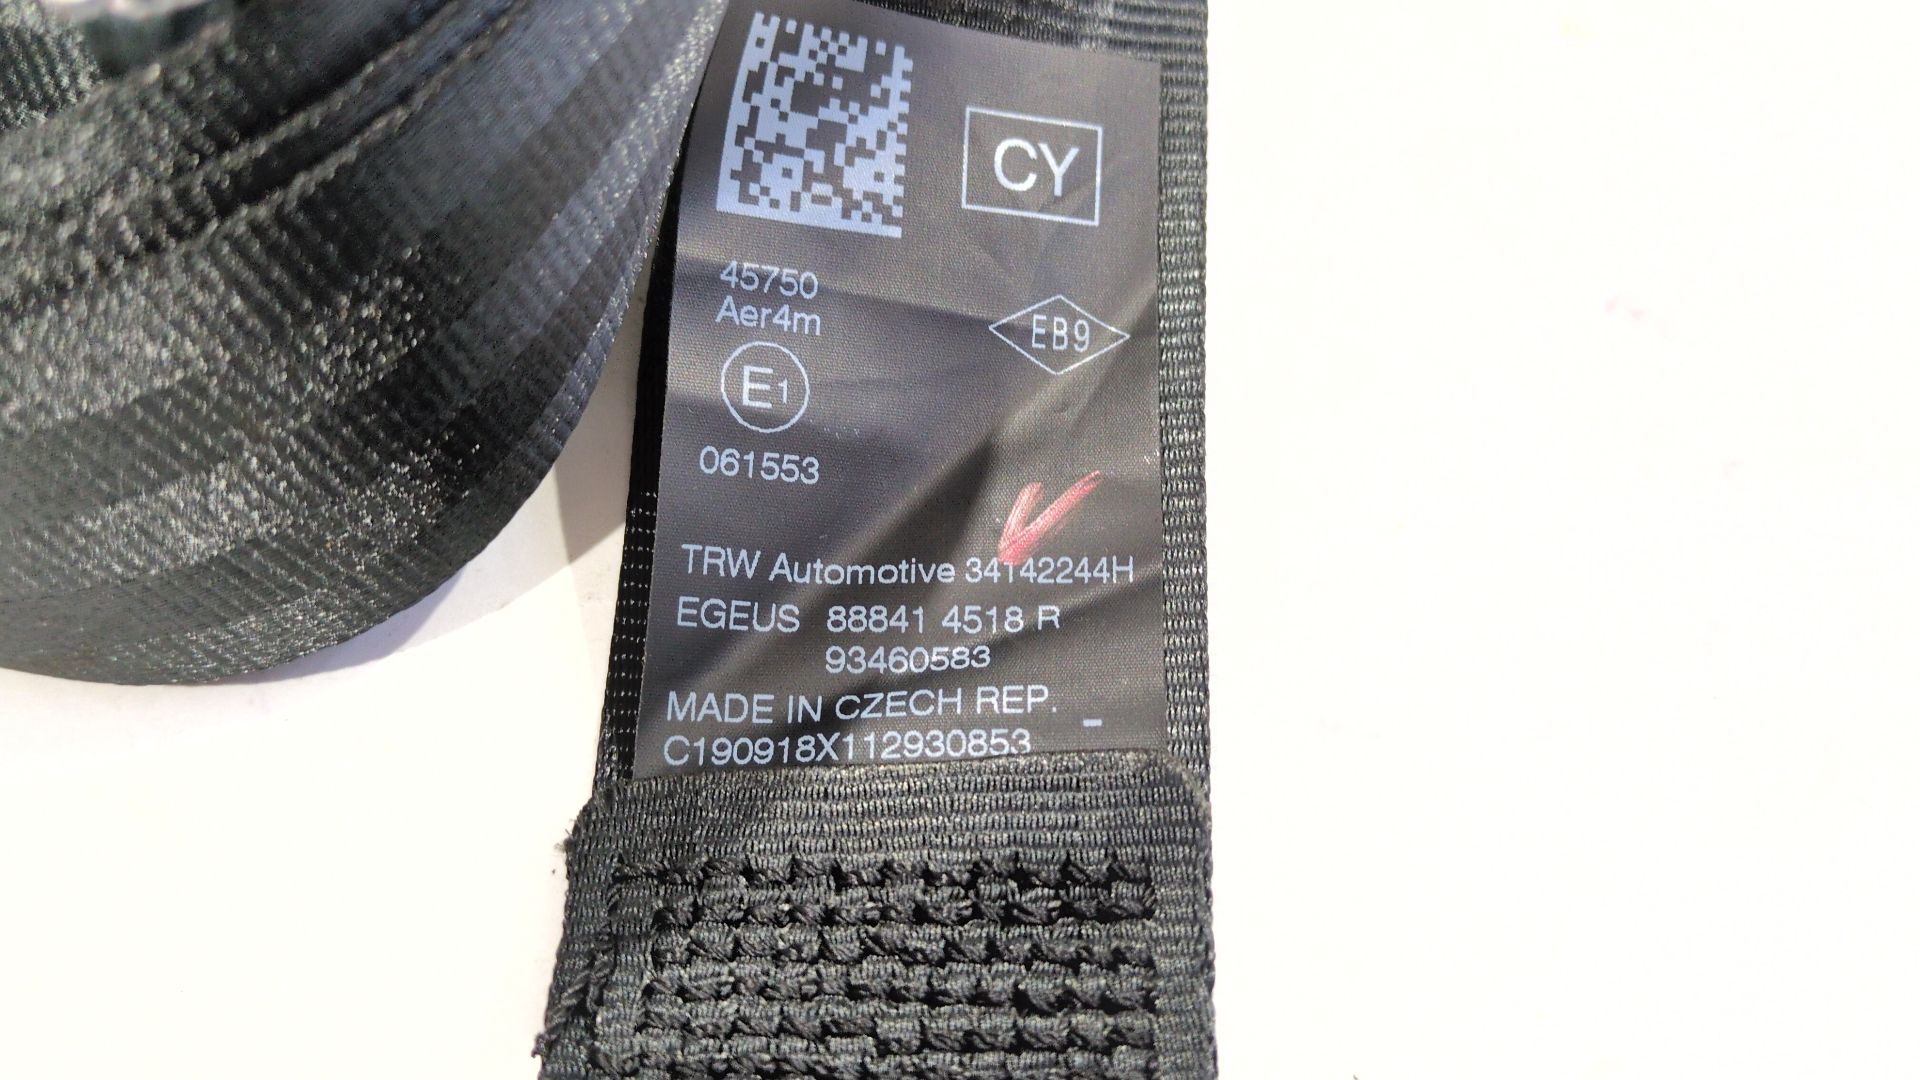 CY
45750
Aer4m
EB9
E1
061553
TRW Automotive 34142244H
EGEUS 88841 4518 R
93460583
MADE IN CZECH REP. -
C190918X112930853